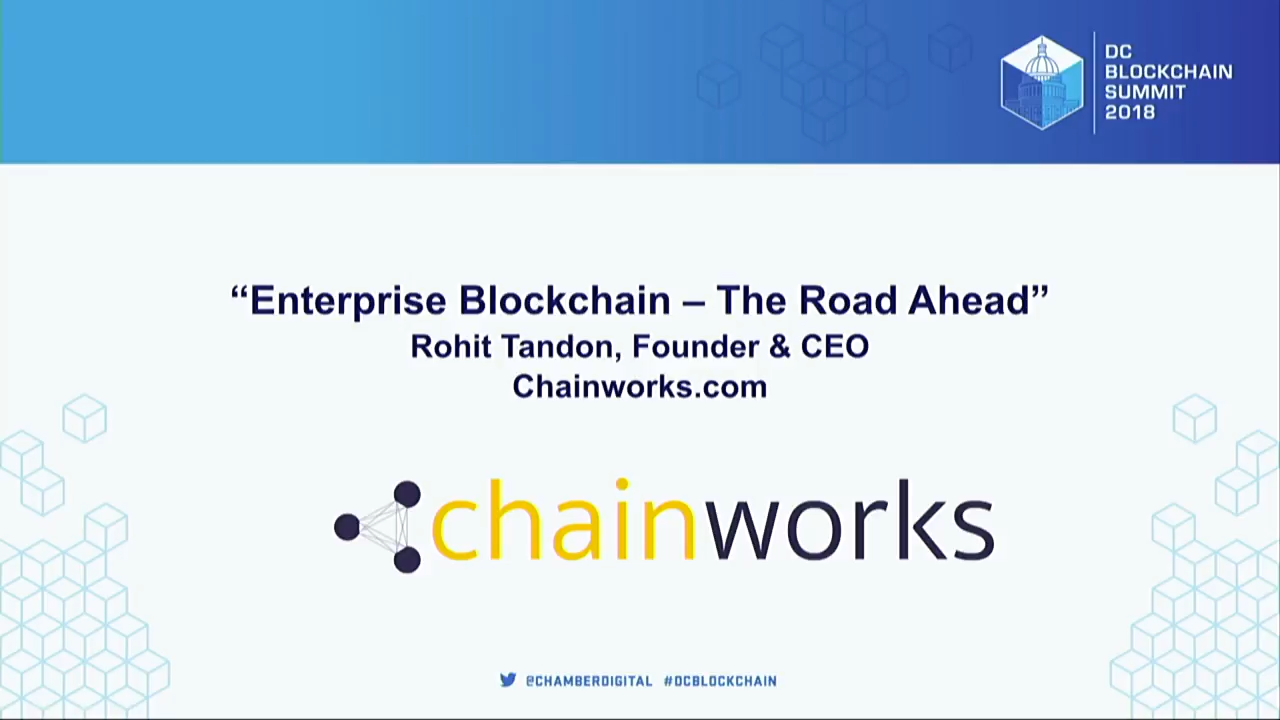 DC
BLOCKCHAIN
SUMMIT
2018
“Enterprise Blockchain – The Road Ahead”
Rohit Tandon, Founder & CEO
Chainworks.com
chainworks
@CHAMBERDIGITAL #DCBLOCKCHAIN